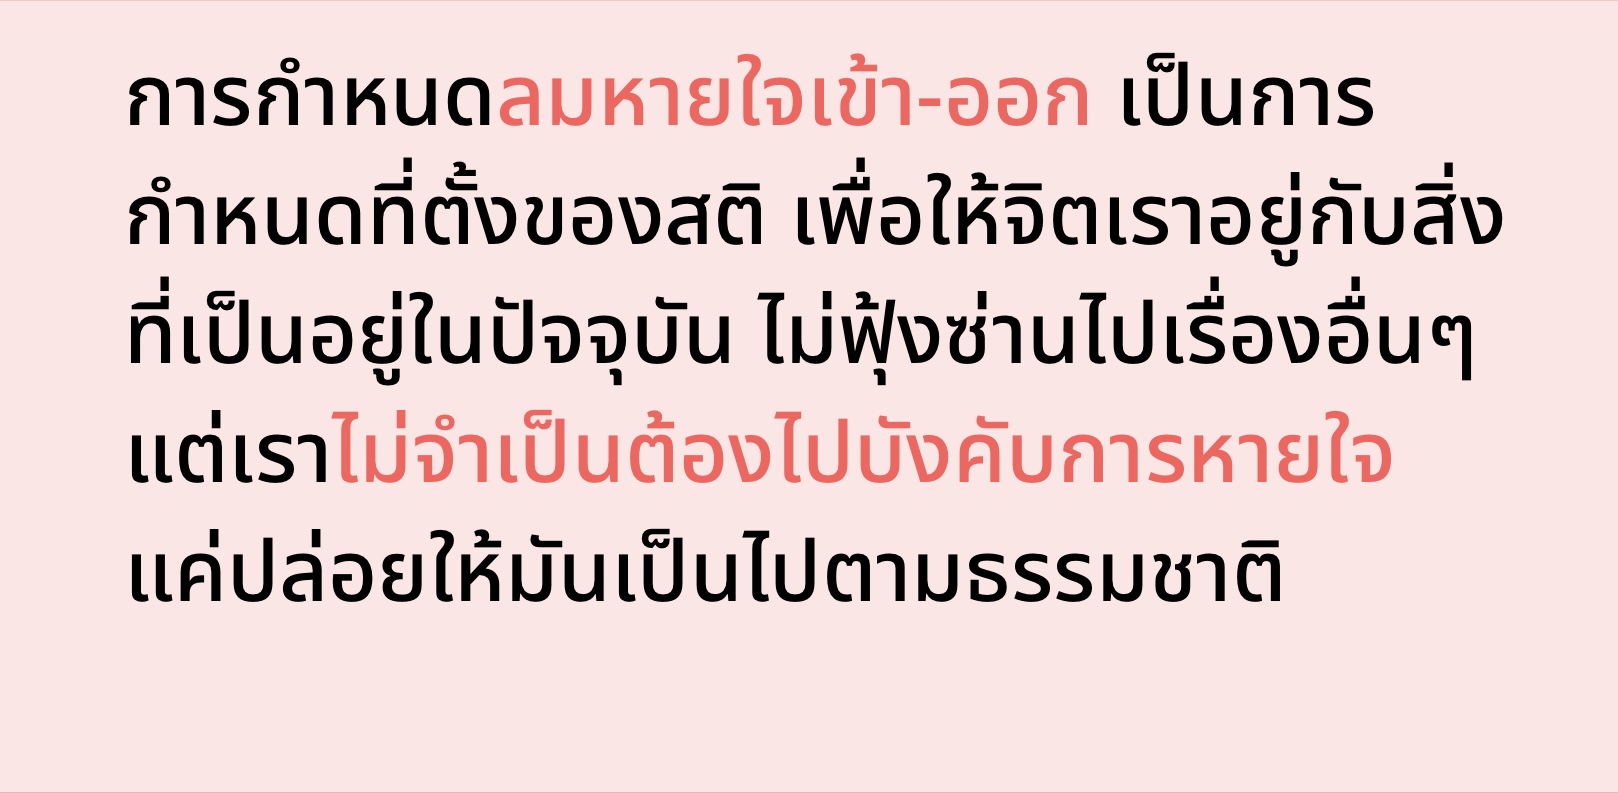 การกำหนดลมหายใจเข้า-ออก เป็นการ
กำหนดที่ตั้งของสติ เพื่อให้จิตเราอยู่กับสิ่ง
ที่เป็นอยู่ในปัจจุบัน ไม่ฟุ้งซ่านไปเรื่องอื่นๆ
แต่เราไม่จำเป็นต้องไปบังคับการหายใจ
แค่ปล่อยให้มันเป็นไปตามธรรมชาติ